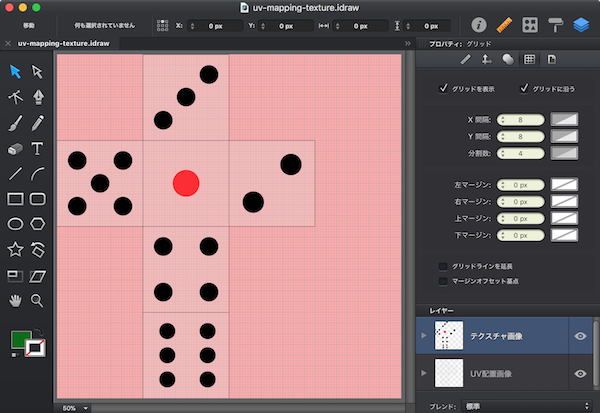 uv-mapping-texture.idraw
移動
何も選択されていません
X: 0 px
Y: 0 px
0 px
0 px
uv-mapping-texture.idraw
プロパティ: グリッド
グリッドを表示
グリッドに沿う
X 間隔: 8
Y 間隔: 8
分割数: 4
左マージン: 0 px
右マージン: 0 px
上マージン: 0 px
下マージン: 0 px
グリッドラインを延長
マージンオフセット基点
レイヤー
テクスチャ画像
UV配置画像
50%
ブレンド: 標準